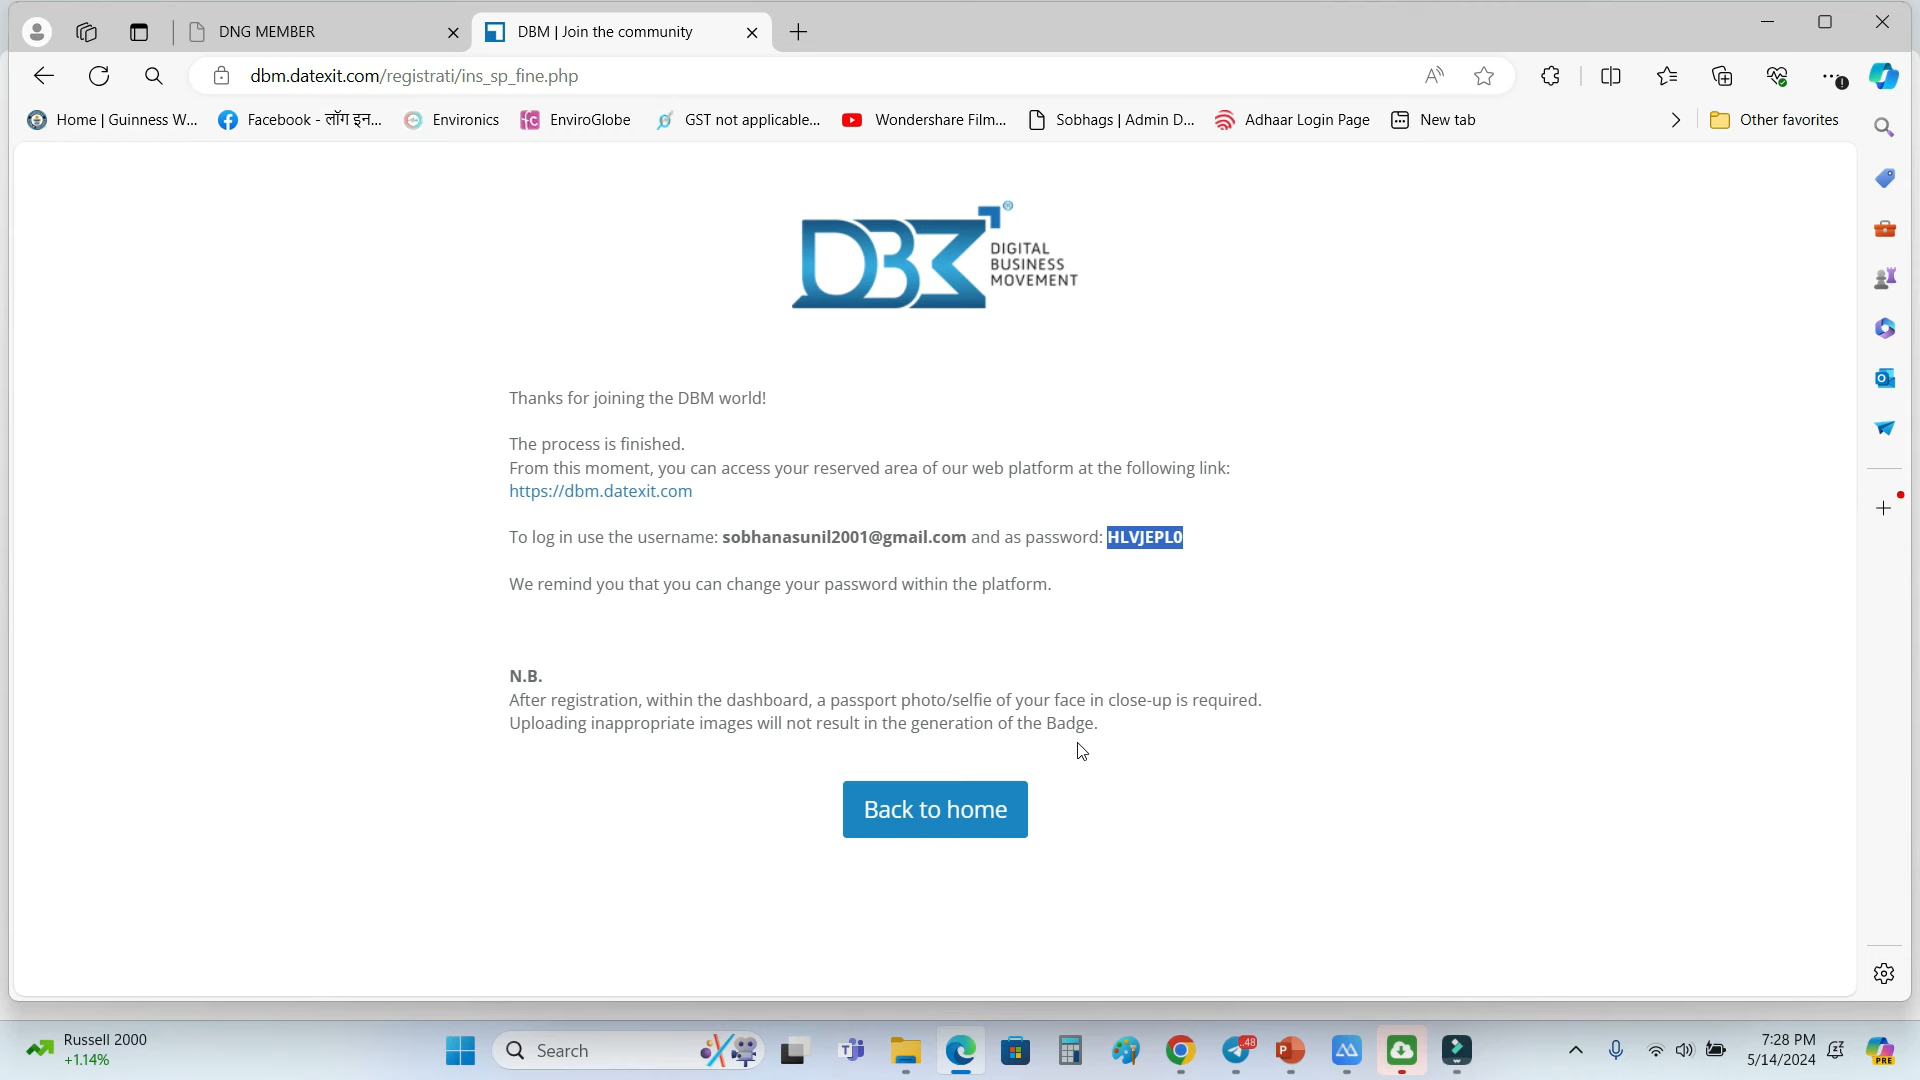 DNG MEMBER
DBM | Join the community
dbm.datexit.com/registrati/ins_sp_fine.php
Home | Guinness W...
Facebook - लॉग इन...
Environics
EnviroGlobe
GST not applicable...
Wondershare Film...
Sobhags | Admin D...
Adhaar Login Page
New tab
Other favorites
DBM®
DIGITAL
BUSINESS
MOVEMENT
Thanks for joining the DBM world!
The process is finished.
From this moment, you can access your reserved area of our web platform at the following link:
https://dbm.datexit.com
To log in use the username: sobhanasunil2001@gmail.com and as password: HLVJEPL0
We remind you that you can change your password within the platform.
N.B.
After registration, within the dashboard, a passport photo/selfie of your face in close-up is required.
Uploading inappropriate images will not result in the generation of the Badge.
Back to home
Russell 2000
+1.14%
Search
48
7:28 PM
5/14/2024
PRE